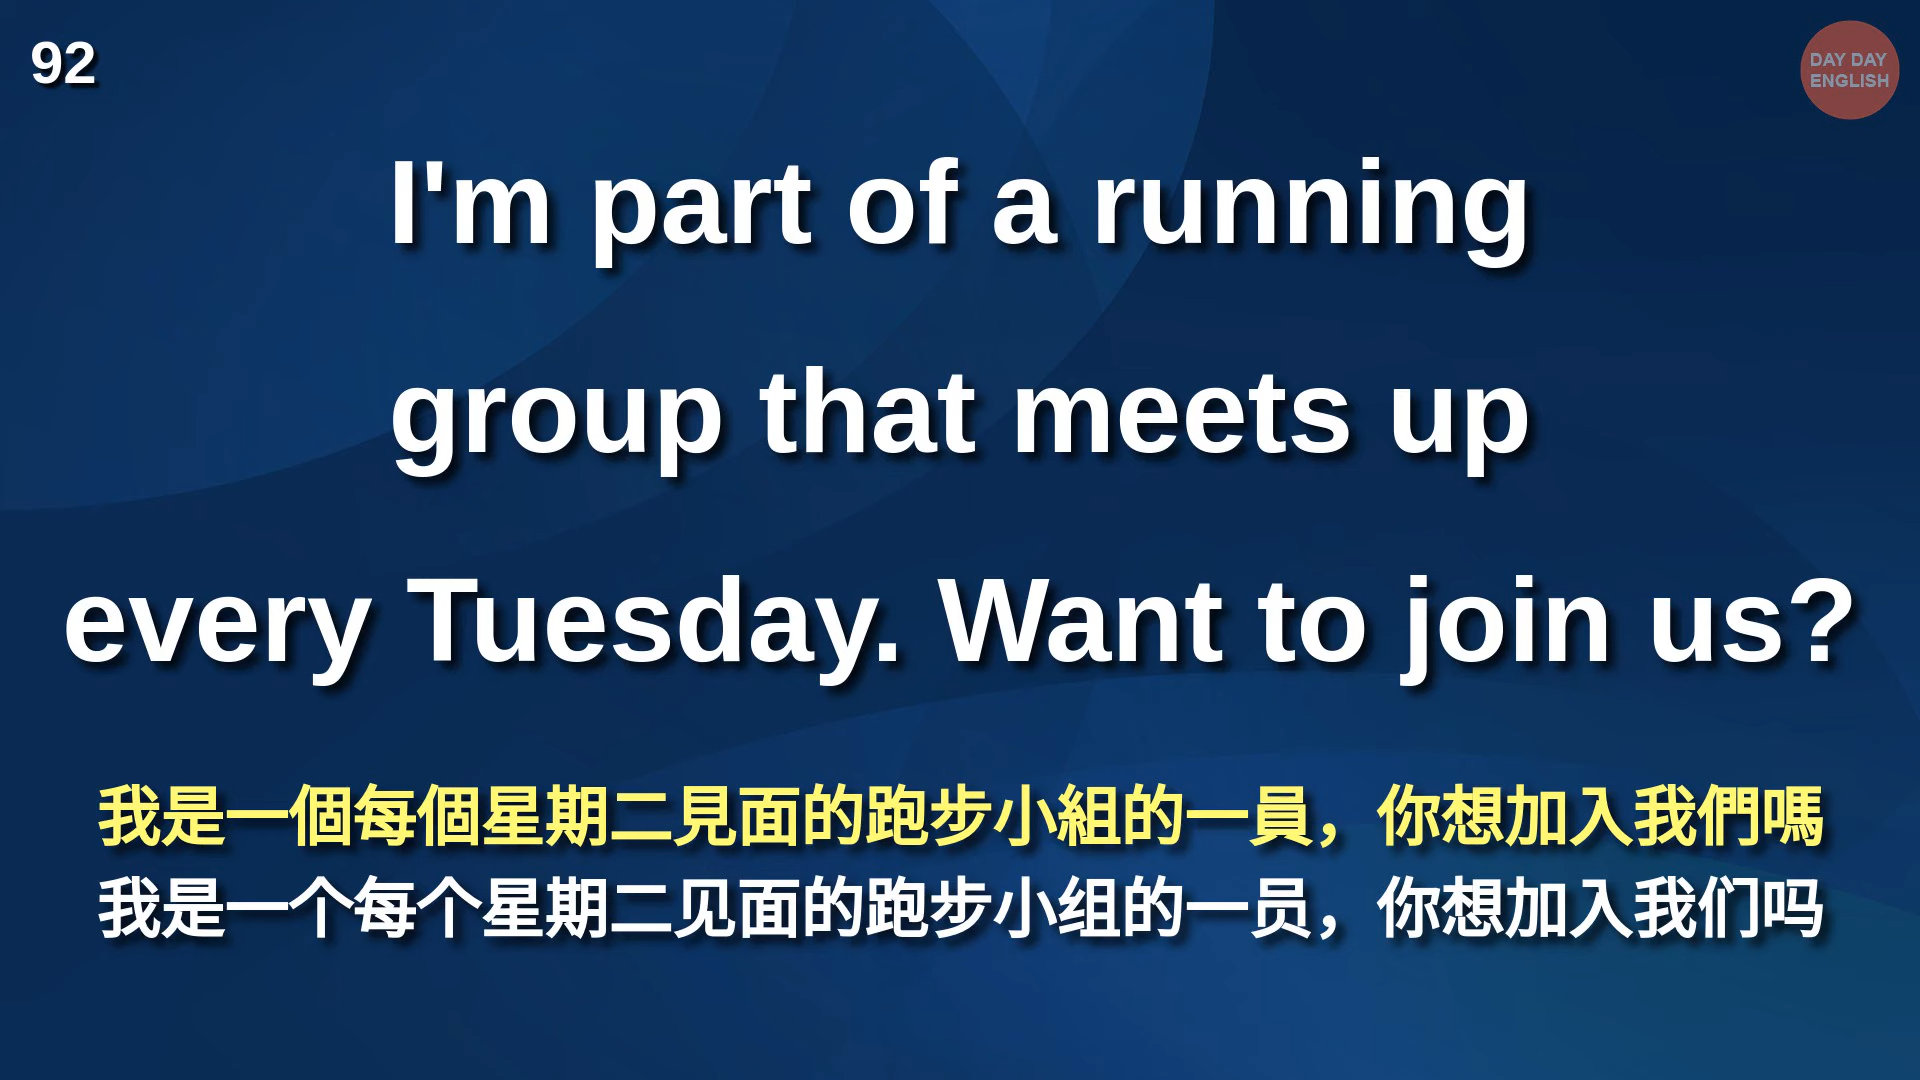 92
DAY DAY
ENGLISH
I'm part of a running
group that meets up
every Tuesday. Want to join us?
我是一個每個星期二見面的跑步小組的一員，你想加入我們嗎
我是一个每个星期二见面的跑步小组的一员，你想加入我们吗